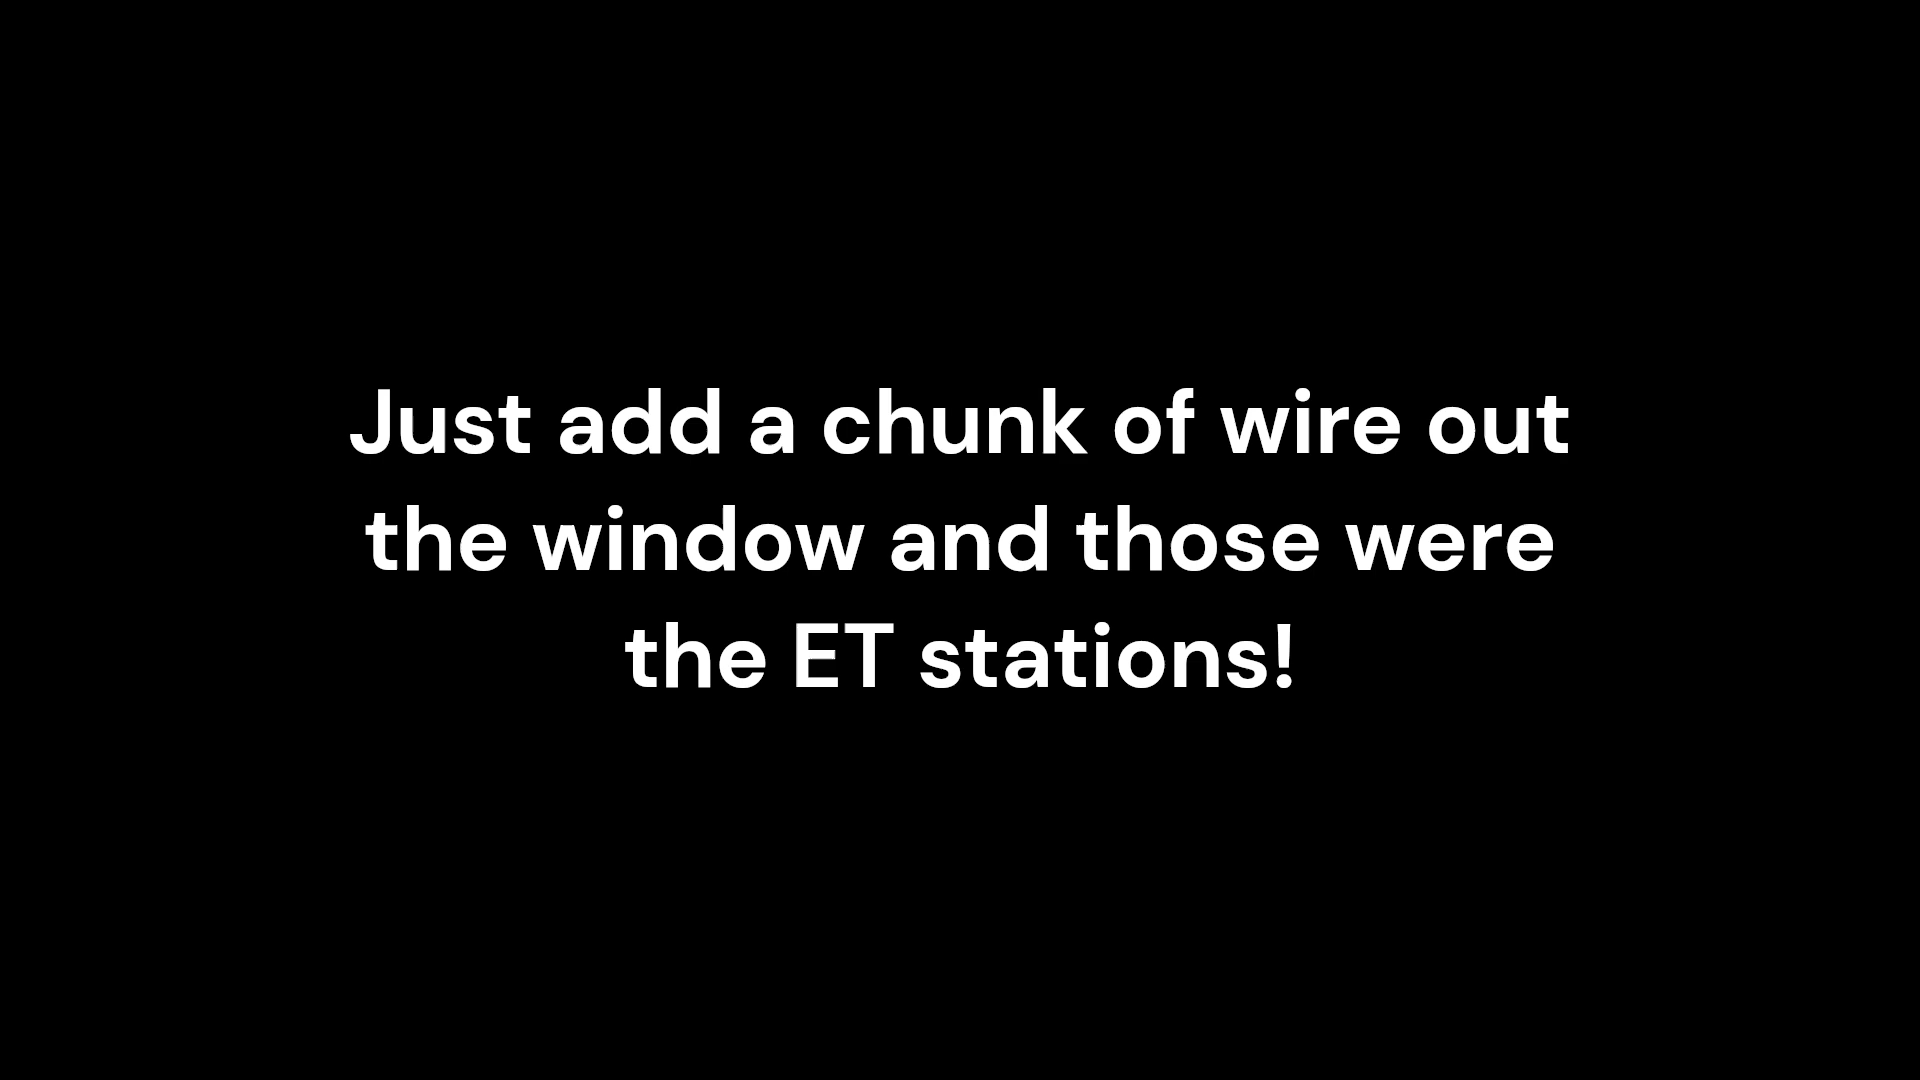 Just add a chunk of wire out
the window and those were
the ET stations!